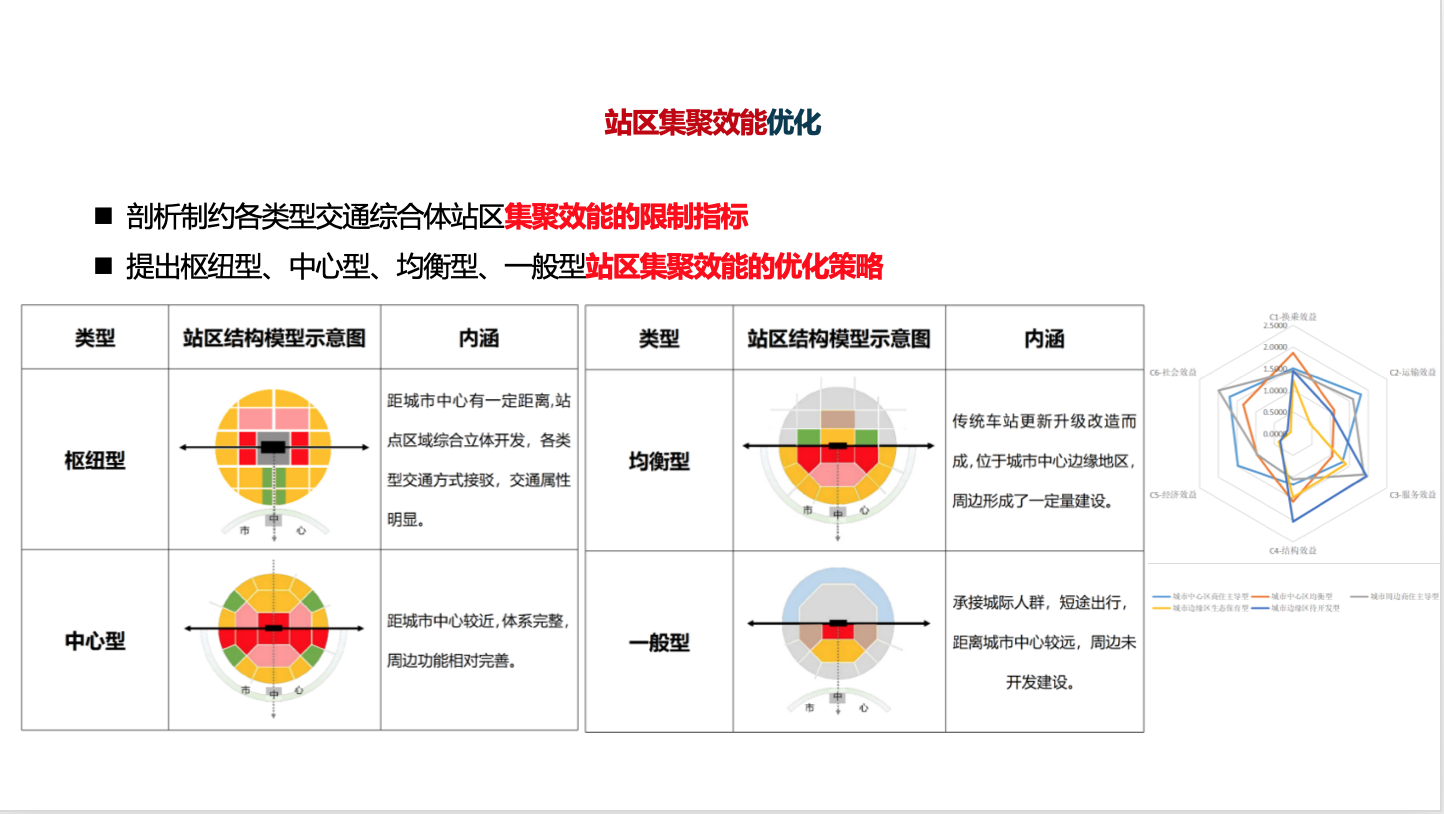 站区集聚效能优化
■ 剖析制约各类型交通综合体站区集聚效能的限制指标
■ 提出枢纽型、中心型、均衡型、一般型站区集聚效能的优化策略
类型
站区结构模型示意图
内涵
枢纽型
市
中
心
距城市中心有一定距离,站
点区域综合立体开发，各类
型交通方式接驳，交通属性
明显。
中心型
市
中
心
距城市中心较近,体系完整,
周边功能相对完善。
类型
站区结构模型示意图
内涵
均衡型
市
中
心
传统车站更新升级改造而
成,位于城市中心边缘地区,
周边形成了一定量建设。
一般型
市
中
心
承接城际人群，短途出行，
距离城市中心较远，周边未
开发建设。
C1-换乘效益
2.5000
2.0000
1.5000
1.0000
0.5000
0.0000
C6-社会效益
C2-运输效益
C5-经济效益
C3-服务效益
C4-结构效益
城市中心区商住主导型
城市中心区均衡型
城市周边商住主导型
城市边缘区生态保育型
城市边缘区待开发型